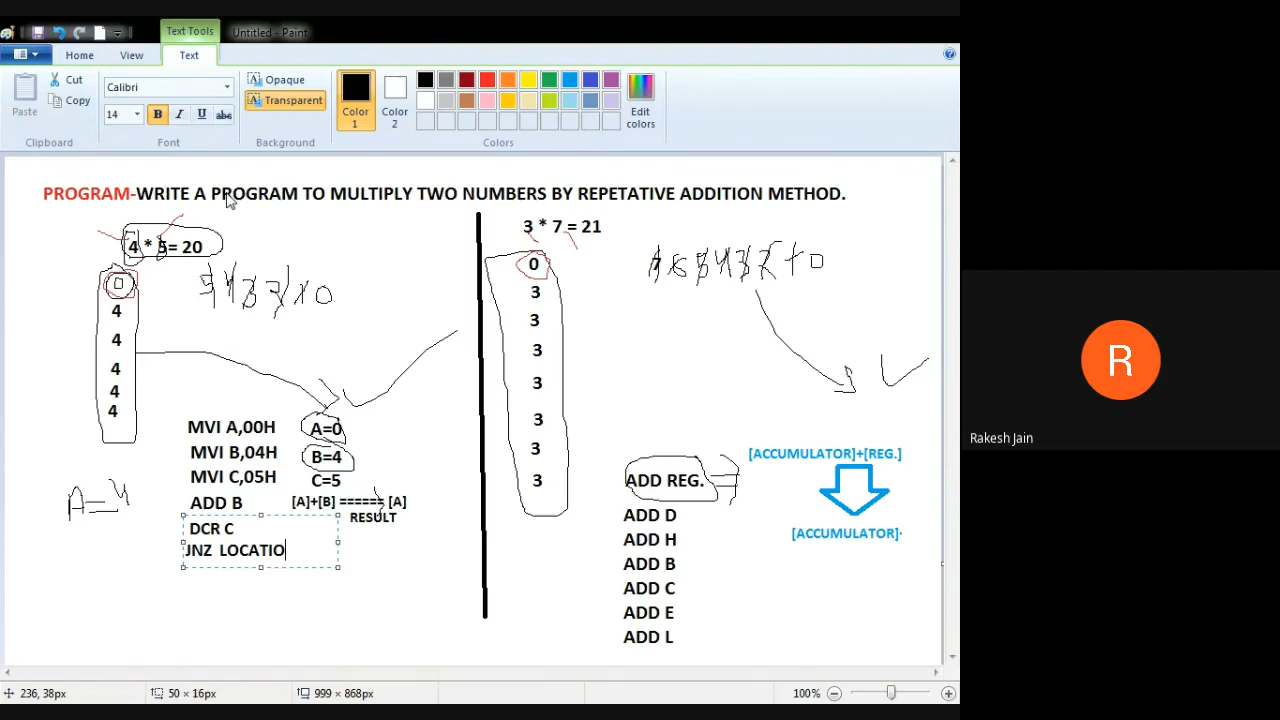 Text Tools
Untitled - Paint
Home
View
Text
Paste
Cut
Copy
Clipboard
Calibri
14
B
I
U
abc
Font
Opaque
Transparent
Background
Color 1
Color 2
Edit colors
Colors
PROGRAM-WRITE A PROGRAM TO MULTIPLY TWO NUMBERS BY REPETATIVE ADDITION METHOD.
4 * 5= 20
0
4
4
4
4
4
A=4
MVI A,00H A=0
MVI B,04H B=4
MVI C,05H C=5
ADD B [A]+[B] ====== [A]
RESULT
DCR C
JNZ LOCATIO
3 * 7 = 21
0
3
3
3
3
3
3
3
ADD REG.
ADD D
ADD H
ADD B
ADD C
ADD E
ADD L
[ACCUMULATOR]+[REG.]
[ACCUMULATOR]
R
Rakesh Jain
236, 38px
50 × 16px
999 × 868px
100%